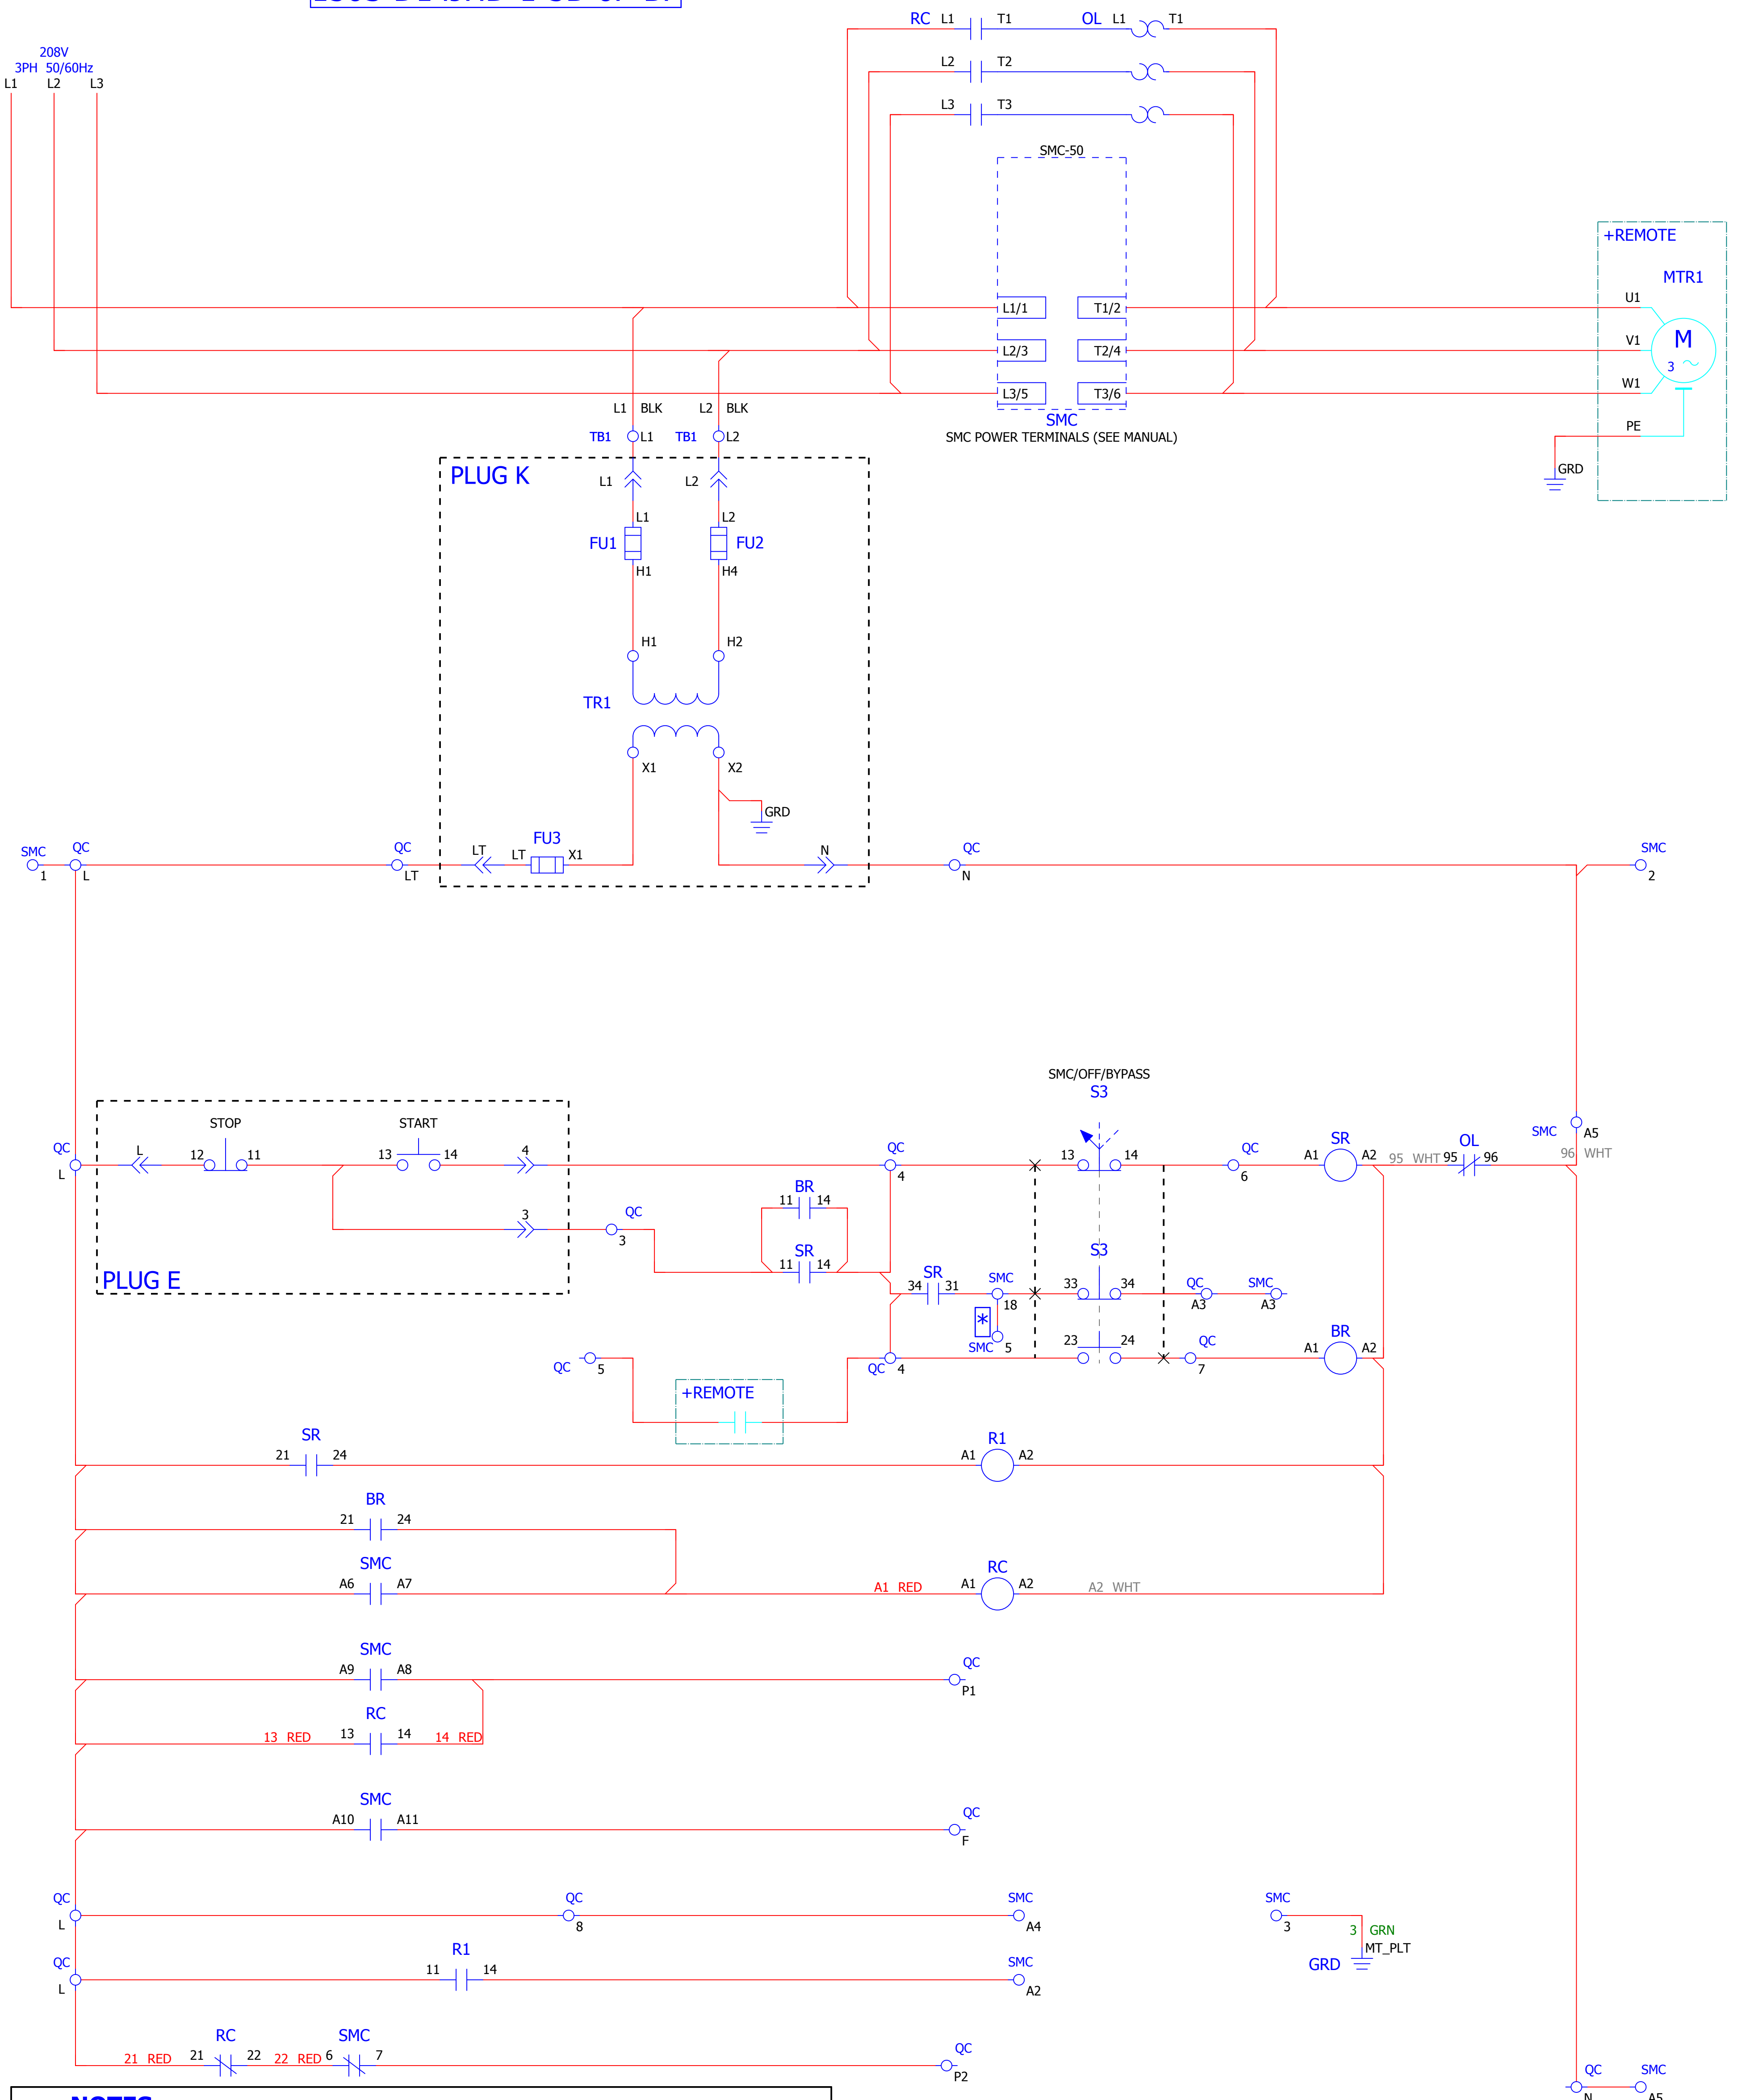 RC L1 T1 OL L1 T1
208V
3PH 50/60Hz
L1 L2 L3
L2 T2
L3 T3
SMC-50
+REMOTE
MTR1
L1/1 T1/2 U1
L2/3 T2/4 V1
M
3
L3/5 T3/6 W1
L1 BLK L2 BLK
SMC
PE
TB1 L1 TB1 L2
SMC POWER TERMINALS (SEE MANUAL)
PLUG K
L1 L2
GRD
L1 L2
FU1 FU2
H1 H4
H1 H2
TR1
X1 X2
GRD
SMC QC QC FU3
LT LT X1 N QC SMC
1 L LT N 2
SMC/OFF/BYPASS
S3
STOP START
SMC A5
QC L 12 11 13 14 4 QC 13 14 QC SR OL
A1 A2 95 WHT 95 96 96 WHT
L 4 6
BR
11 14
3 QC
3
SR
11 14
S3
PLUG E
SR
34 31 SMC 33 34 QC SMC
18 A3 A3
*
SMC 5 23 24 QC BR
A1 A2
QC 5 QC 4 7
+REMOTE
SR R1
21 24 A1 A2
BR
21 24
SMC RC
A6 A7 A1 RED A1 A2 A2 WHT
SMC
A9 A8 QC
P1
RC
13 RED 13 14 14 RED
SMC
A10 A11 QC
F
QC QC SMC SMC
L 8 A4 3
3 GRN
MT_PLT
GRD
QC R1 SMC
11 14
L A2
RC SMC
21 RED 21 22 22 RED 6 7 QC
P2
QC SMC
N A5
NOTES